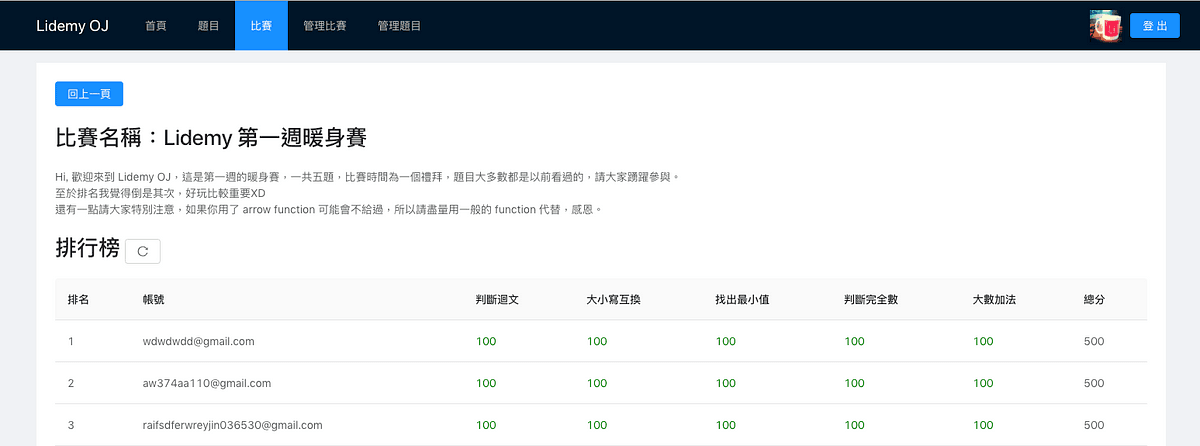 Lidemy OJ 首頁 題目 比賽 管理比賽 管理題目 登 出
回上一頁
比賽名稱：Lidemy 第一週暖身賽
Hi, 歡迎來到 Lidemy OJ，這是第一週的暖身賽，一共五題，比賽時間為一個禮拜，題目大多數都是以前看過的，請大家踴躍參與。
至於排名我覺得倒是其次，好玩比較重要XD
還有一點請大家特別注意，如果你用了 arrow function 可能會不給過，所以請盡量用一般的 function 代替，感恩。
排行榜
排名 帳號 判斷迴文 大小寫互換 找出最小值 判斷完全數 大數加法 總分
1 wdwdwdd@gmail.com 100 100 100 100 100 500
2 aw374aa110@gmail.com 100 100 100 100 100 500
3 raifsdferwreyjin036530@gmail.com 100 100 100 100 100 500